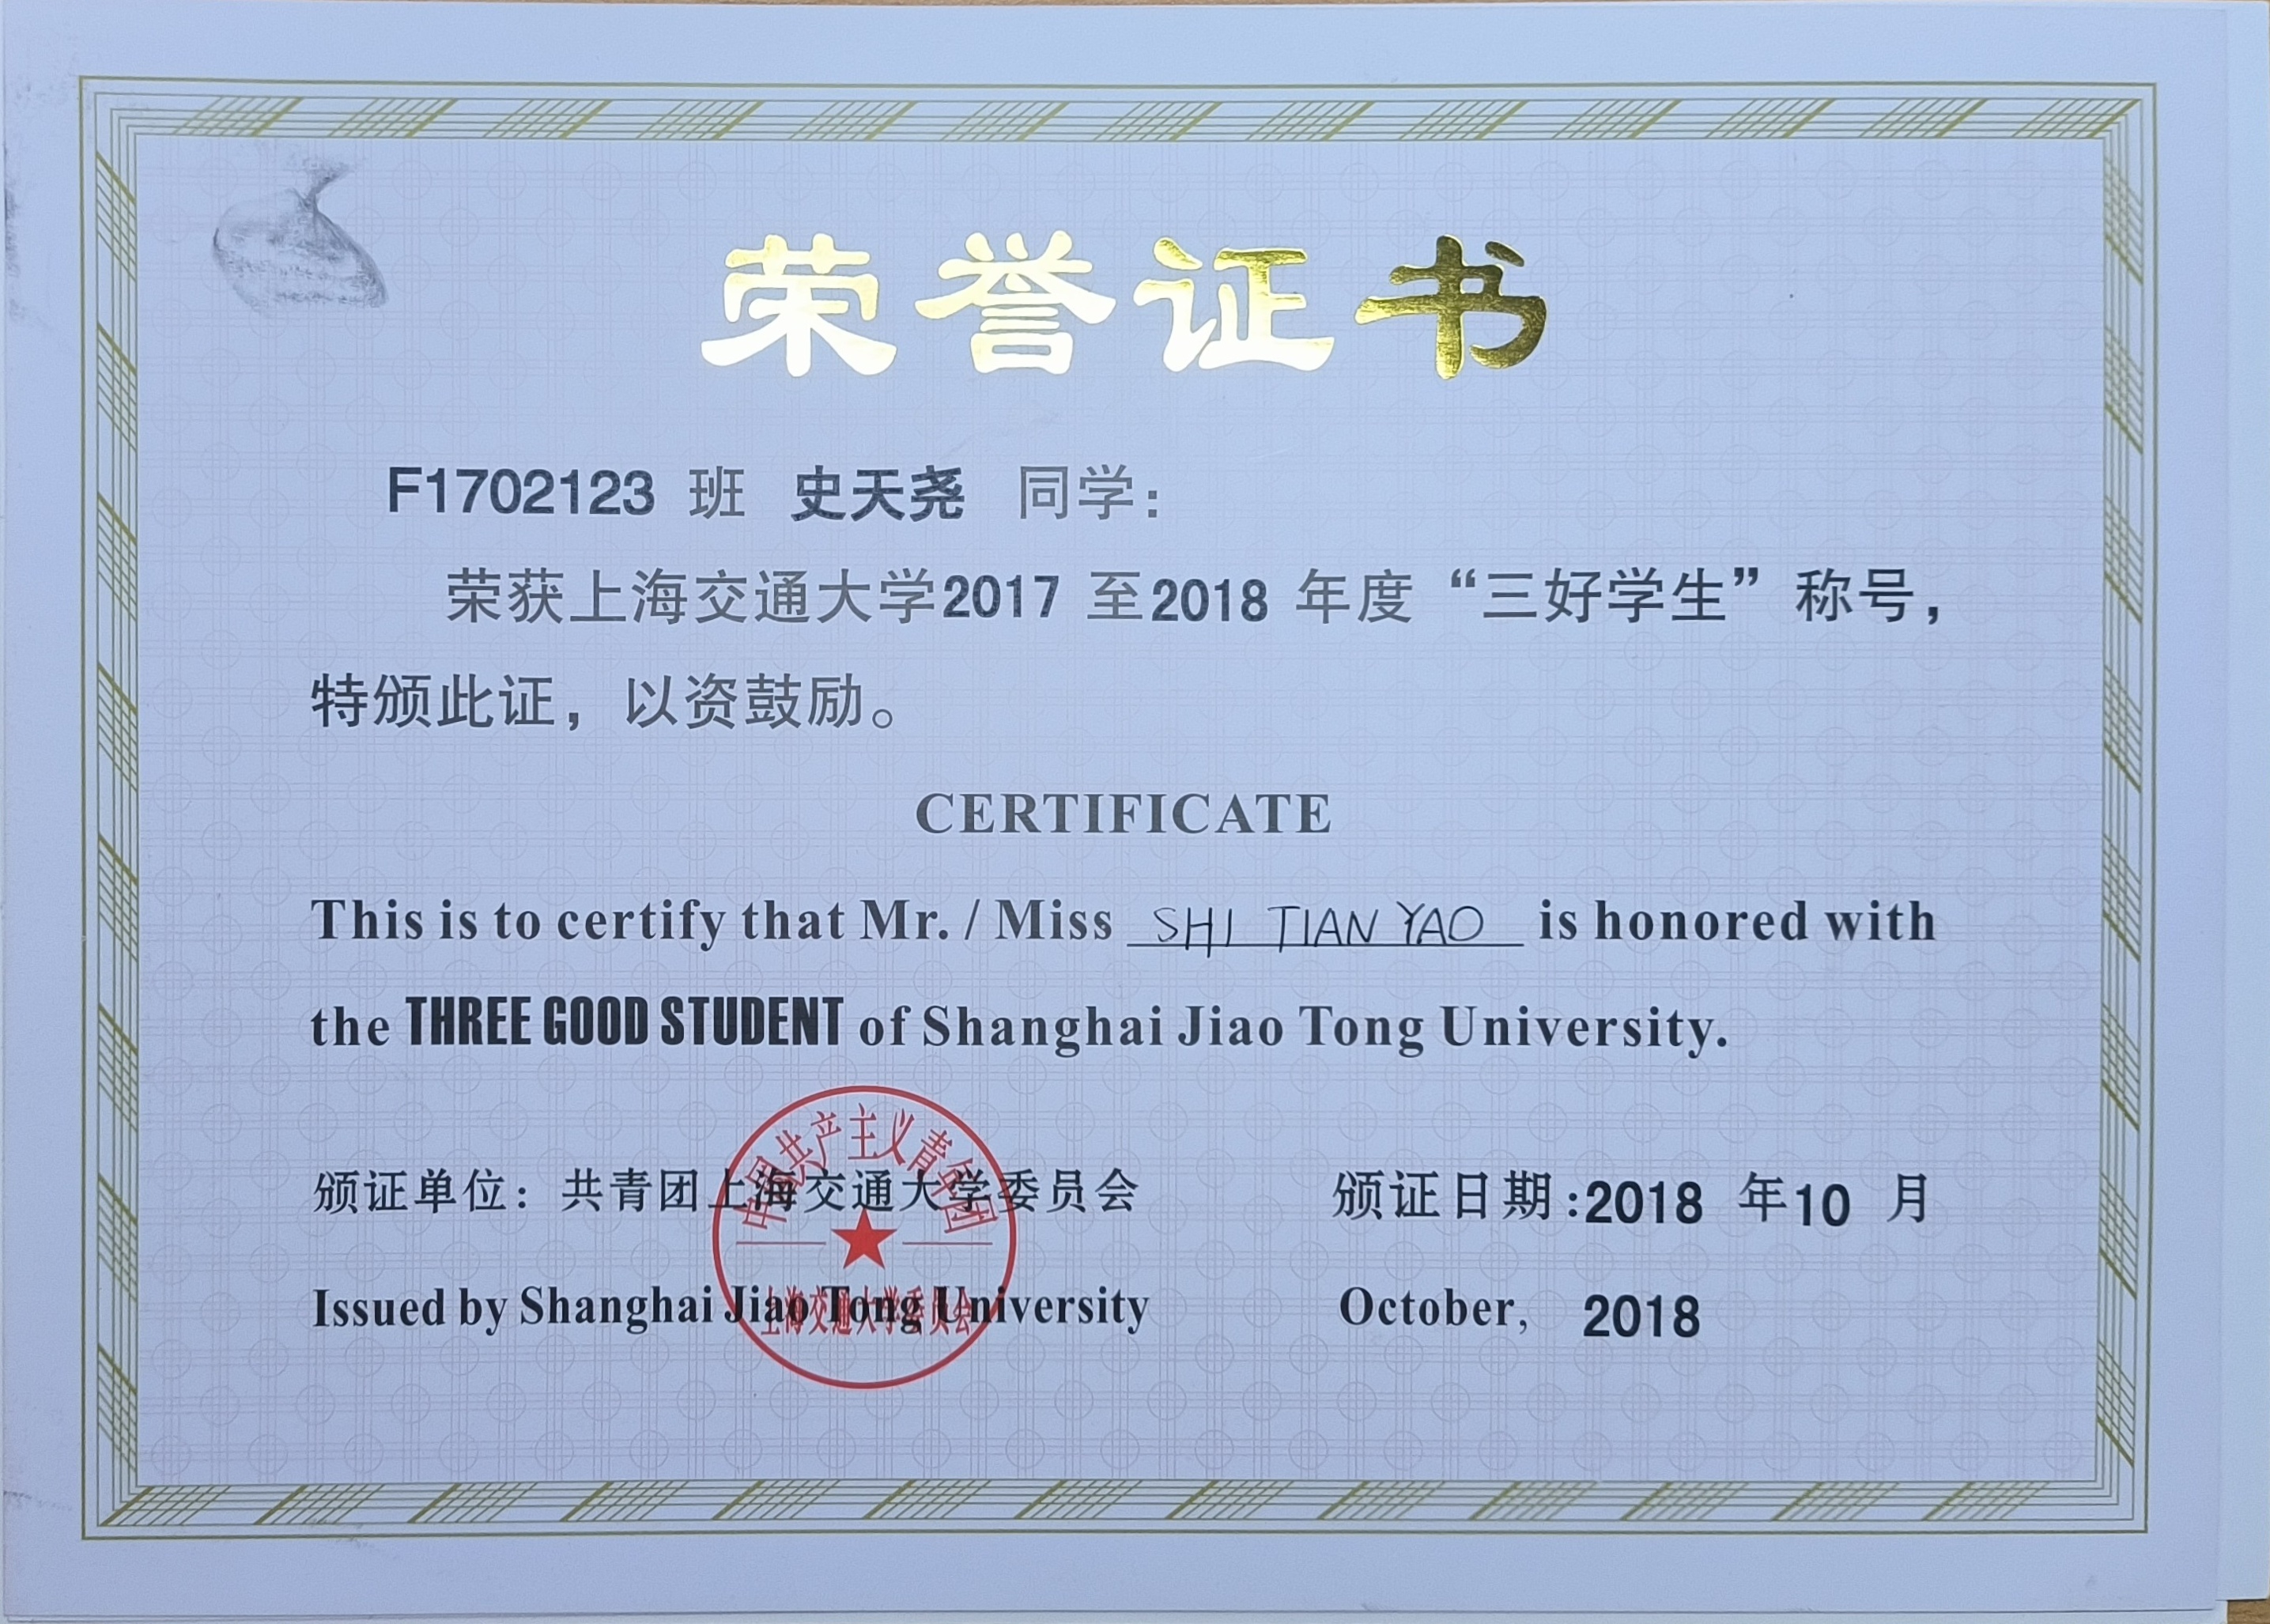 荣誉证书
F1702123 班 史天尧 同学：
荣获上海交通大学2017 至2018 年度“三好学生”称号，
特颁此证，以资鼓励。
CERTIFICATE
This is to certify that Mr. / Miss SHI TIAN YAO is honored with
the THREE GOOD STUDENT of Shanghai Jiao Tong University.
中国共产主义青年团
颁证单位：共青团上海交通大学委员会 颁证日期:2018 年10 月
Issued by Shanghai Jiao Tong University October, 2018
上海交通大学委员会